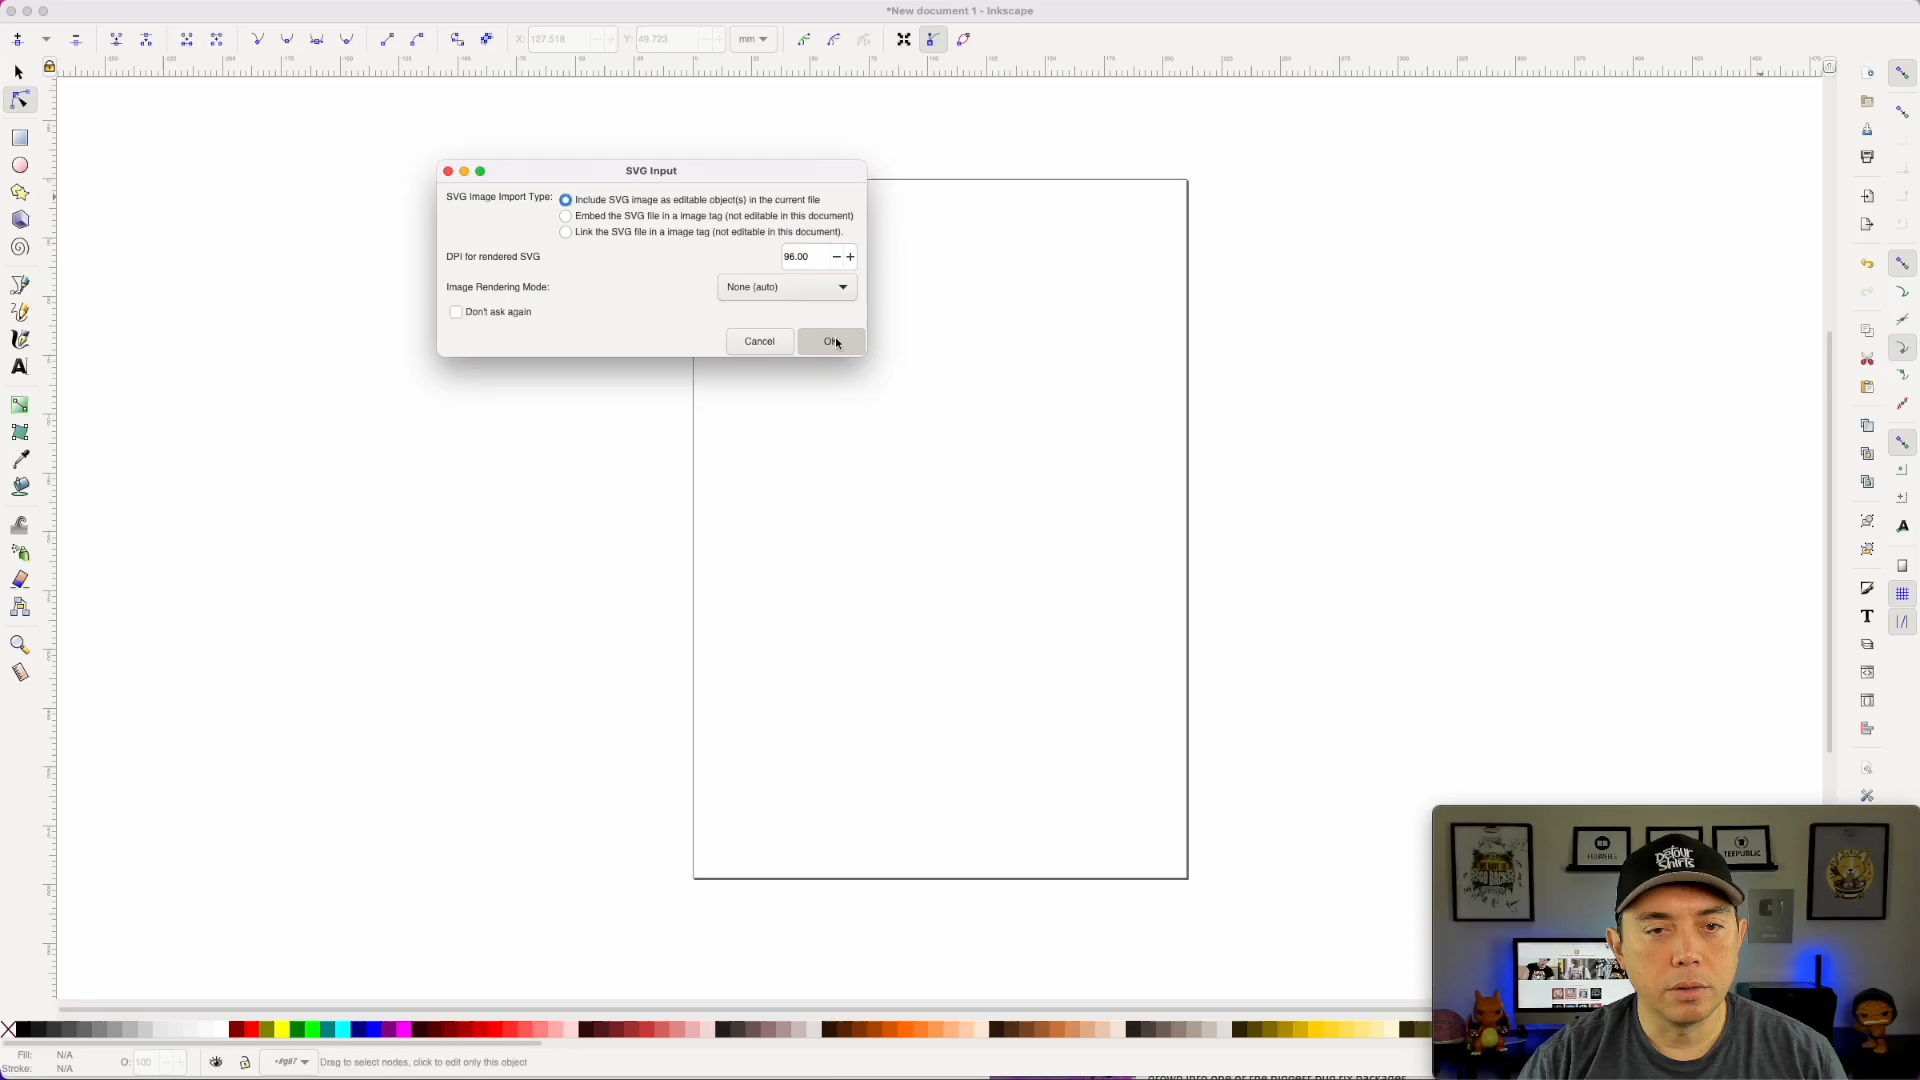 *New document 1 - Inkscape
X: 127.518 Y: 49.723 mm
SVG Input
SVG Image Import Type: Include SVG image as editable object(s) in the current file
Embed the SVG file in a image tag (not editable in this document)
Link the SVG file in a image tag (not editable in this document).
DPI for rendered SVG 96.00
Image Rendering Mode: None (auto)
Don't ask again
Cancel
Detour
Shirts
TEEPUBLIC
Fill: N/A
Stroke: N/A
O: 100
•#g87
Drag to select nodes, click to edit only this object